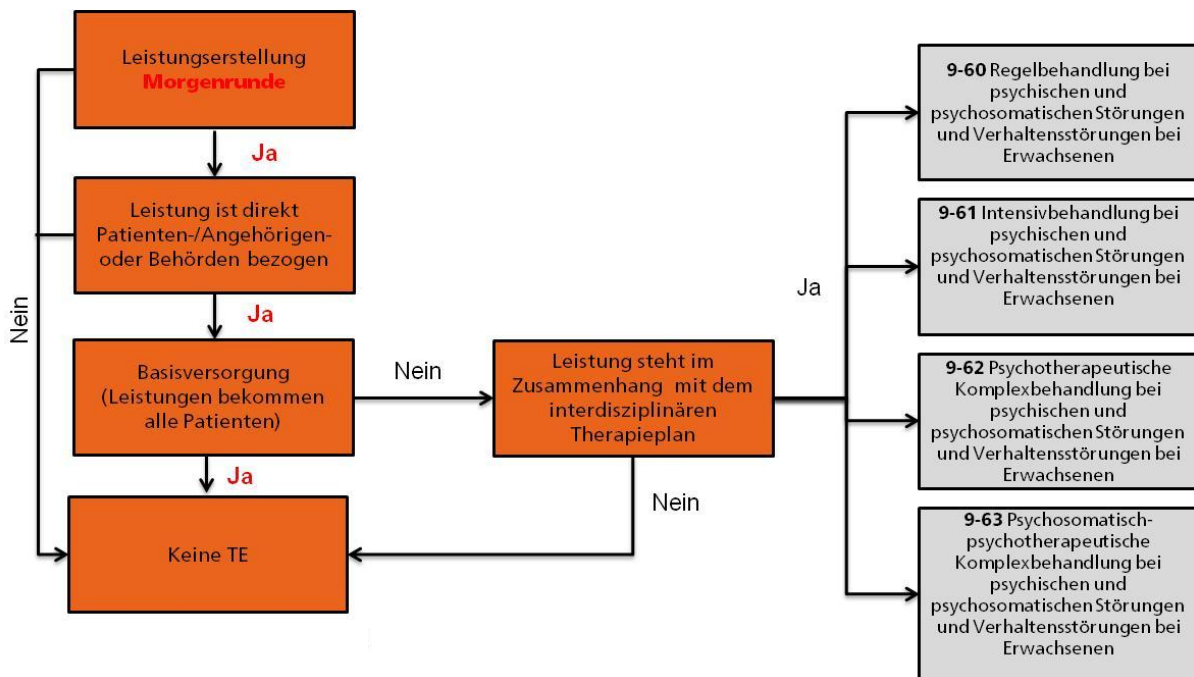 Leistungserstellung
Morgenrunde
Ja
Leistung ist direkt
Patienten-/Angehörigen-
oder Behörden bezogen
Nein
Ja
Basisversorgung
(Leistungen bekommen
alle Patienten)
Nein
Ja
Keine TE
Leistung steht im
Zusammenhang mit dem
interdisziplinären
Therapieplan
Nein
Ja
9-60 Regelbehandlung bei
psychischen und
psychosomatischen Störungen
und Verhaltensstörungen bei
Erwachsenen
9-61 Intensivbehandlung bei
psychischen und
psychosomatischen Störungen
und Verhaltensstörungen bei
Erwachsenen
9-62 Psychotherapeutische
Komplexbehandlung bei
psychischen und
psychosomatischen Störungen
und Verhaltensstörungen bei
Erwachsenen
9-63 Psychosomatisch-
psychotherapeutische
Komplexbehandlung bei
psychischen und
psychosomatischen Störungen
und Verhaltensstörungen bei
Erwachsenen